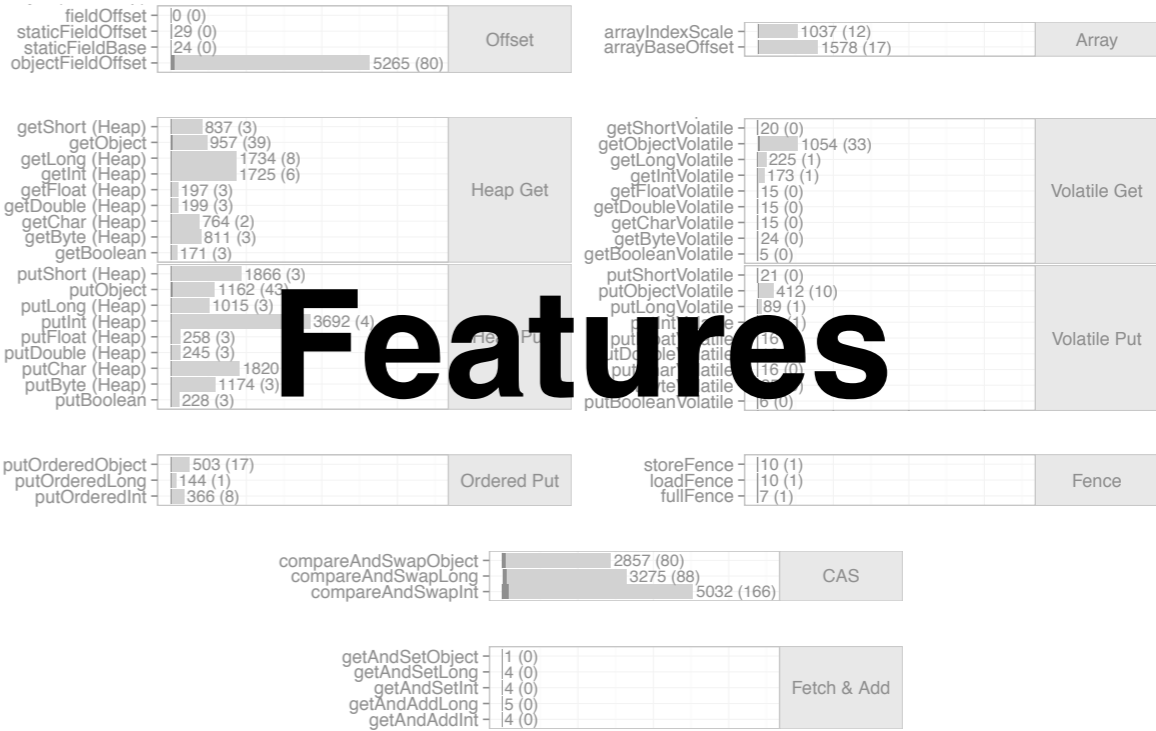 fieldOffset 0 (0)
staticFieldOffset 29 (0)
staticFieldBase 24 (0)
objectFieldOffset 5265 (80)
Offset
arrayIndexScale 1037 (12)
arrayBaseOffset 1578 (17)
Array
getShort (Heap) 837 (3)
getObject 957 (39)
getLong (Heap) 1734 (8)
getInt (Heap) 1725 (6)
getFloat (Heap) 197 (3)
getDouble (Heap) 199 (3)
getChar (Heap) 764 (2)
getByte (Heap) 811 (3)
getBoolean 171 (3)
Heap Get
getShortVolatile 20 (0)
getObjectVolatile 1054 (33)
getLongVolatile 225 (1)
getIntVolatile 173 (1)
getFloatVolatile 15 (0)
getDoubleVolatile 15 (0)
getCharVolatile 15 (0)
getByteVolatile 24 (0)
getBooleanVolatile 5 (0)
Volatile Get
putShort (Heap) 1866 (3)
putObject 1162 (43)
putLong (Heap) 1015 (3)
putInt (Heap) 3692 (4)
putFloat (Heap) 258 (3)
putDouble (Heap) 245 (3)
putChar (Heap) 1820
putByte (Heap) 1174 (3)
putBoolean 228 (3)
Features
putShortVolatile 21 (0)
putObjectVolatile 412 (10)
putLongVolatile 89 (1)
putCharVolatile 16 (0)
putBooleanVolatile 6 (0)
Volatile Put
putOrderedObject 503 (17)
putOrderedLong 144 (1)
putOrderedInt 366 (8)
Ordered Put
storeFence 10 (1)
loadFence 10 (1)
fullFence 7 (1)
Fence
compareAndSwapObject 2857 (80)
compareAndSwapLong 3275 (88)
compareAndSwapInt 5032 (166)
CAS
getAndSetObject 1 (0)
getAndSetLong 4 (0)
getAndSetInt 4 (0)
getAndAddLong 5 (0)
getAndAddInt 4 (0)
Fetch & Add